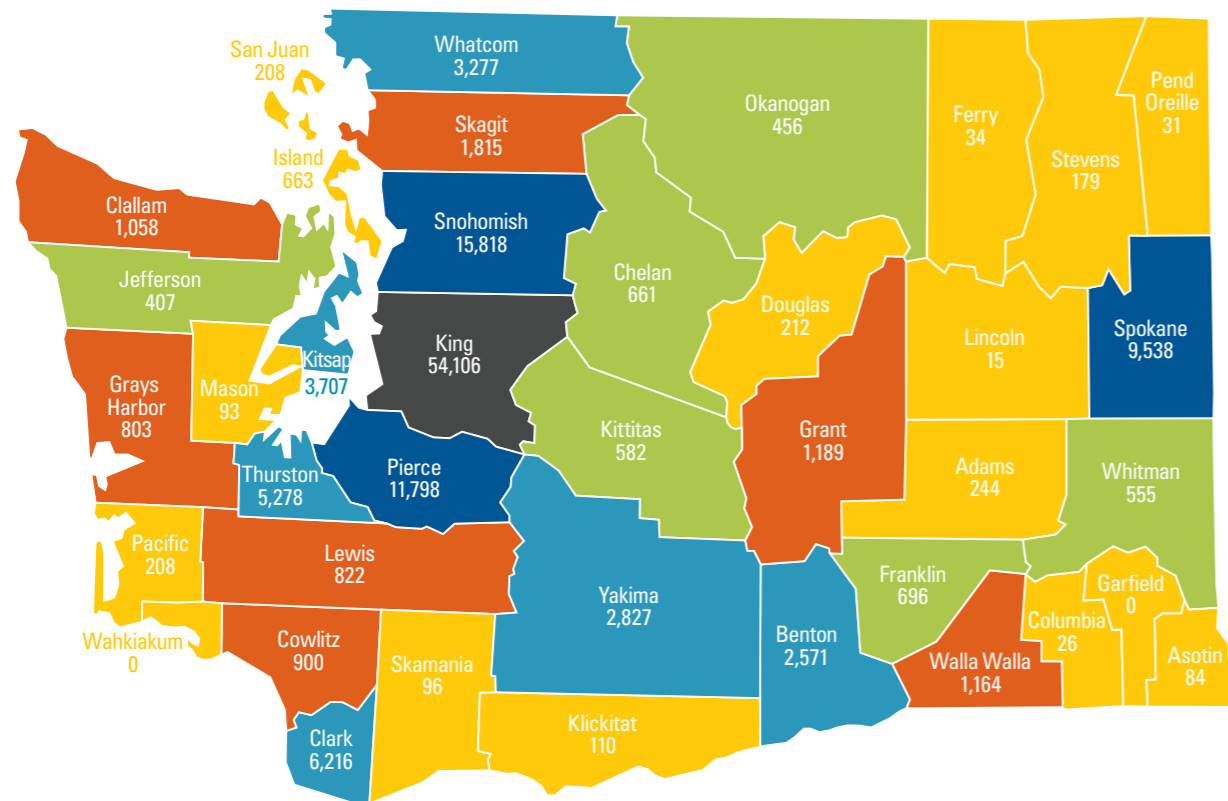 Whatcom
3,277
San Juan
208
Skagit
1,815
Island
663
Okanogan
456
Ferry
34
Stevens
179
Pend
Oreille
31
Clallam
1,058
Snohomish
15,818
Jefferson
407
Chelan
661
Douglas
212
Lincoln
15
Spokane
9,538
King
54,106
Kitsap
3,707
Grays
Harbor
803
Mason
93
Kittitas
582
Grant
1,189
Adams
244
Whitman
555
Thurston
5,278
Pierce
11,798
Pacific
208
Lewis
822
Yakima
2,827
Franklin
696
Garfield
0
Columbia
26
Benton
2,571
Wahkiakum
0
Cowlitz
900
Skamania
96
Walla Walla
1,164
Asotin
84
Klickitat
110
Clark
6,216